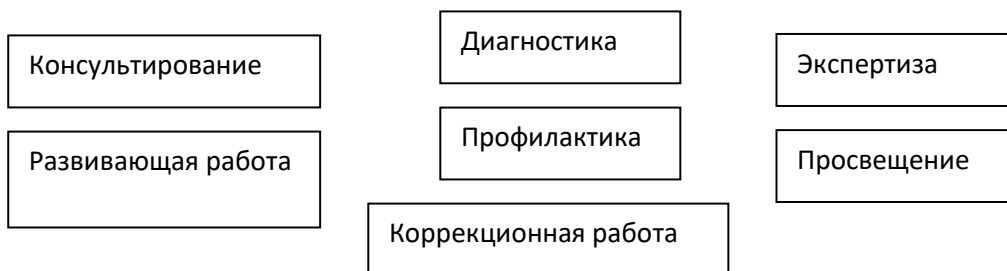 Диагностика
Консультирование
Экспертиза
Профилактика
Развивающая работа
Просвещение
Коррекционная работа